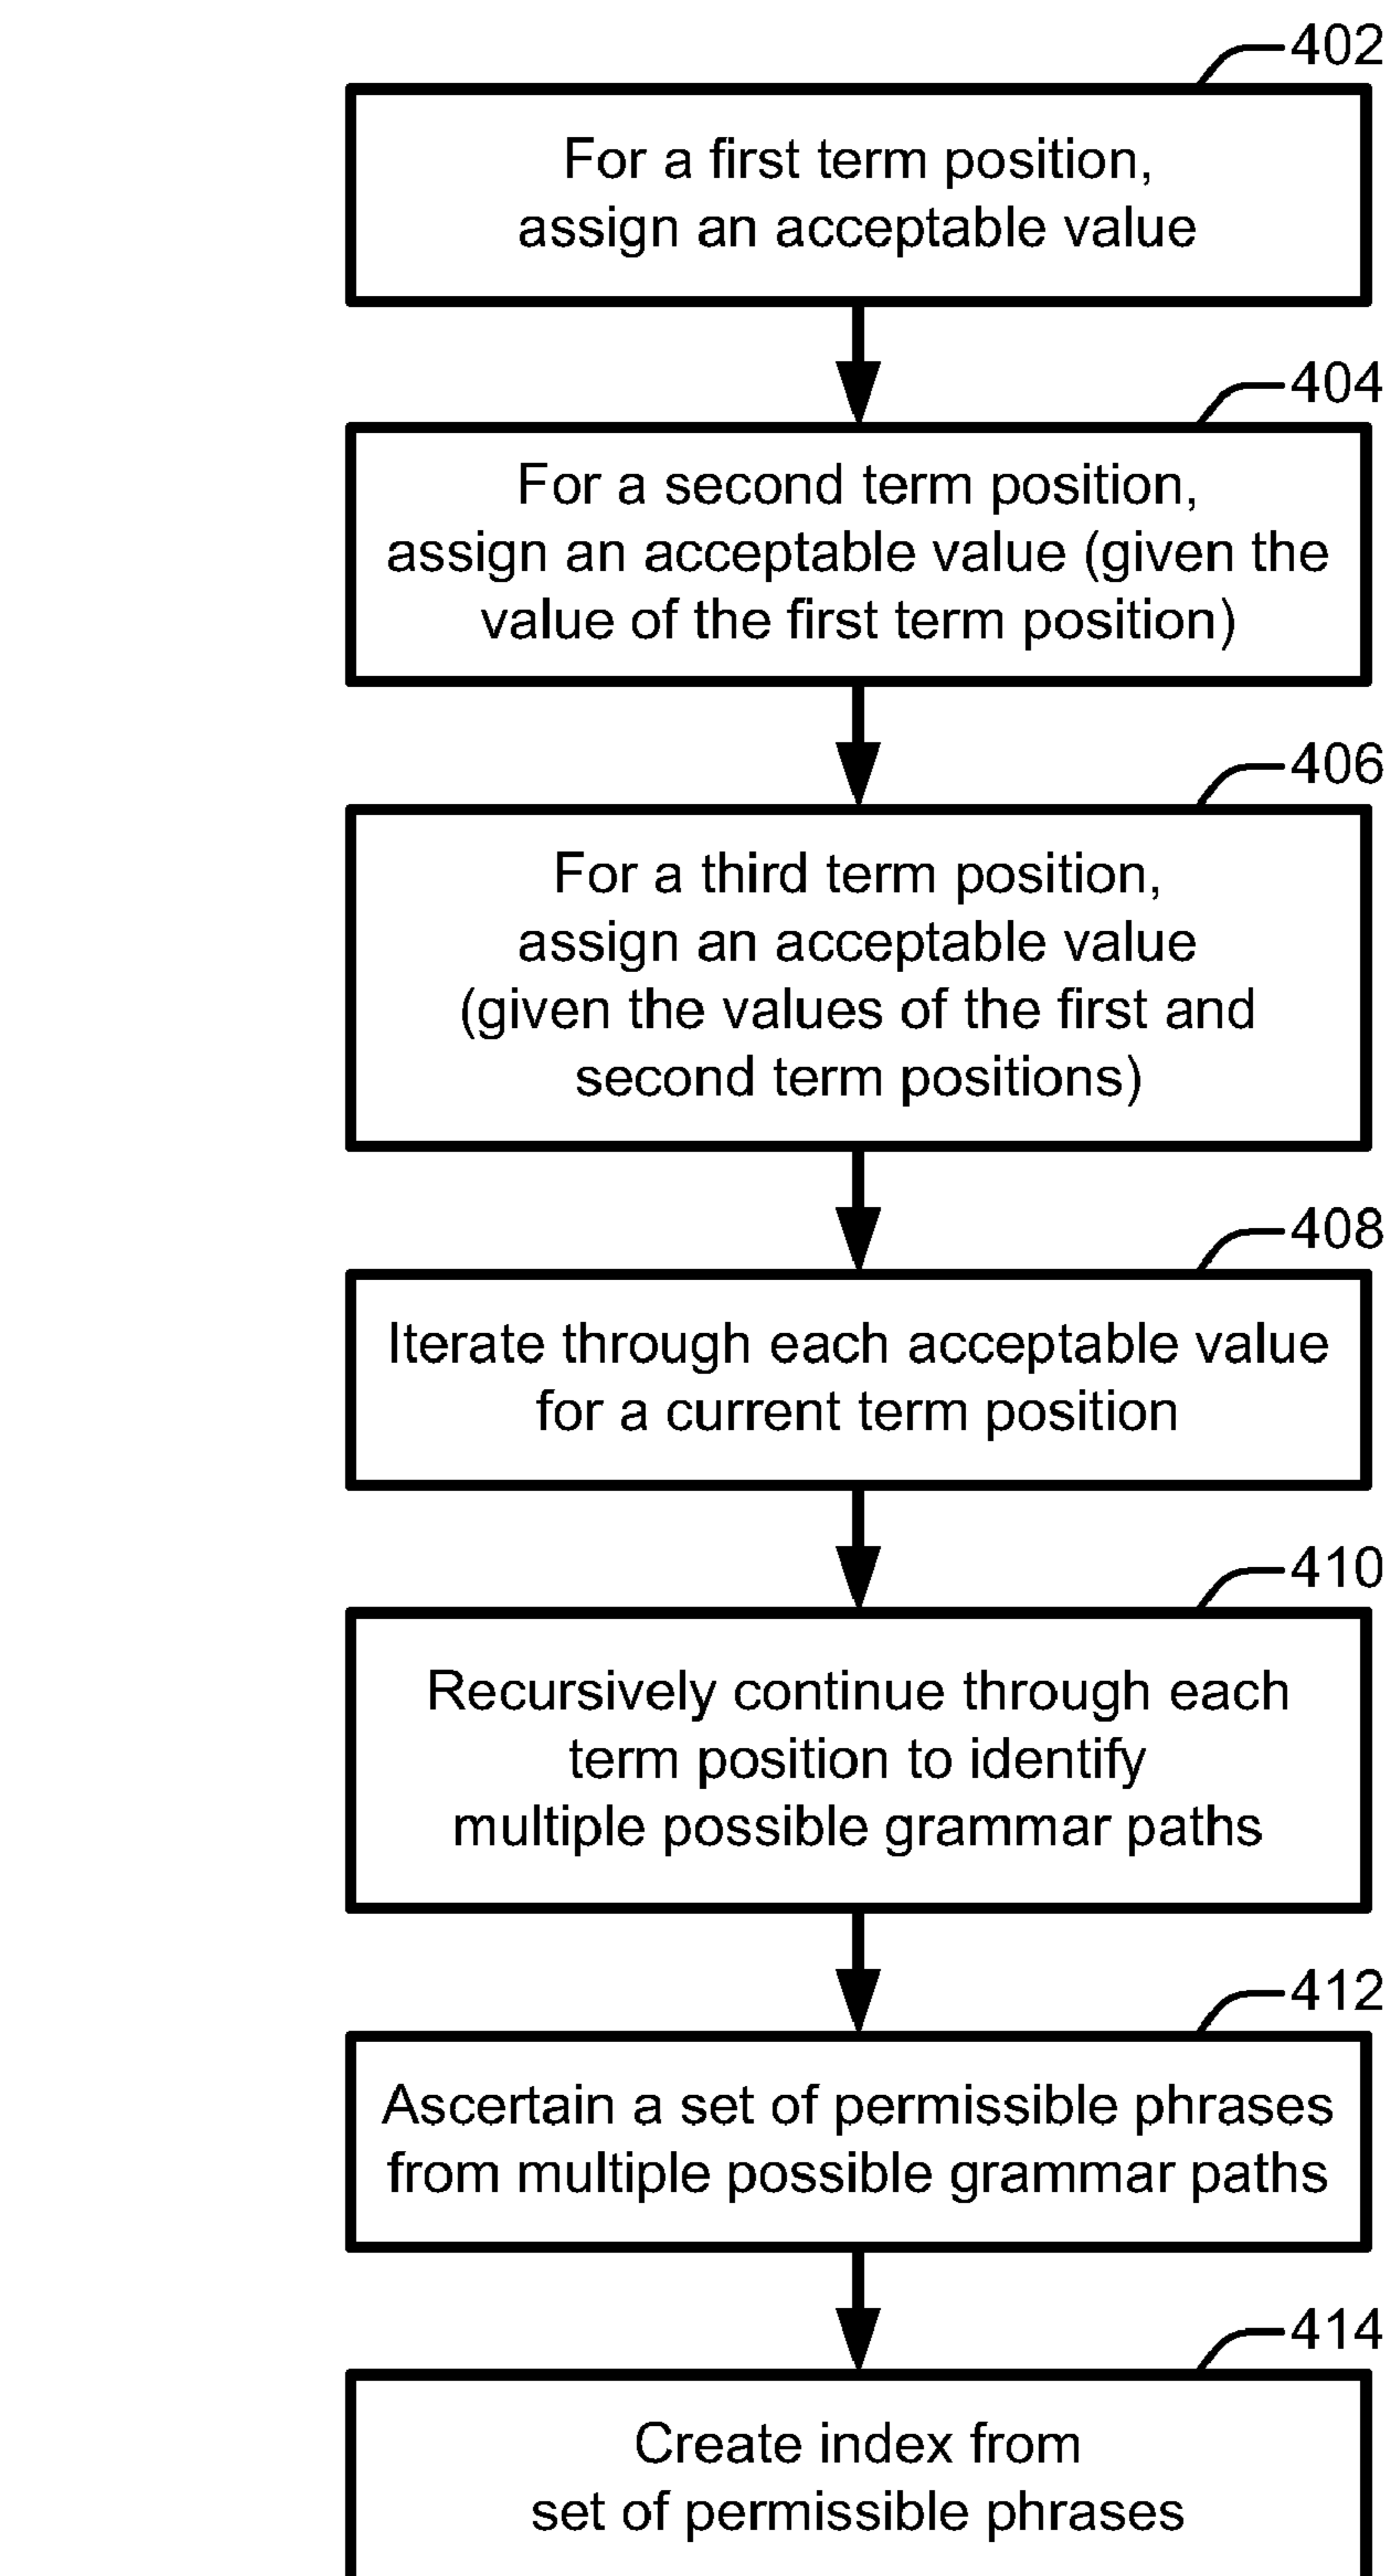 402
For a first term position,
assign an acceptable value
404
For a second term position,
assign an acceptable value (given the
value of the first term position)
406
For a third term position,
assign an acceptable value
(given the values of the first and
second term positions)
408
Iterate through each acceptable value
for a current term position
410
Recursively continue through each
term position to identify
multiple possible grammar paths
412
Ascertain a set of permissible phrases
from multiple possible grammar paths
414
Create index from
set of permissible phrases